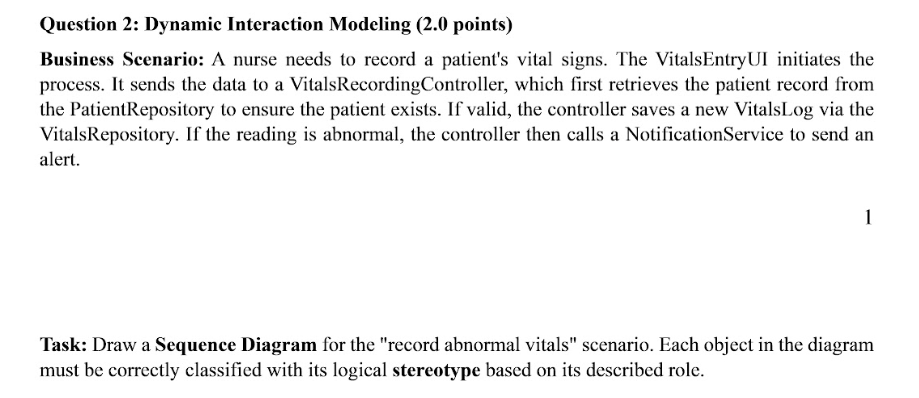 Question 2: Dynamic Interaction Modeling (2.0 points)
Business Scenario: A nurse needs to record a patient's vital signs. The VitalsEntryUI initiates the
process. It sends the data to a VitalsRecordingController, which first retrieves the patient record from
the PatientRepository to ensure the patient exists. If valid, the controller saves a new VitalsLog via the
VitalsRepository. If the reading is abnormal, the controller then calls a NotificationService to send an
alert.
1
Task: Draw a Sequence Diagram for the "record abnormal vitals" scenario. Each object in the diagram
must be correctly classified with its logical stereotype based on its described role.